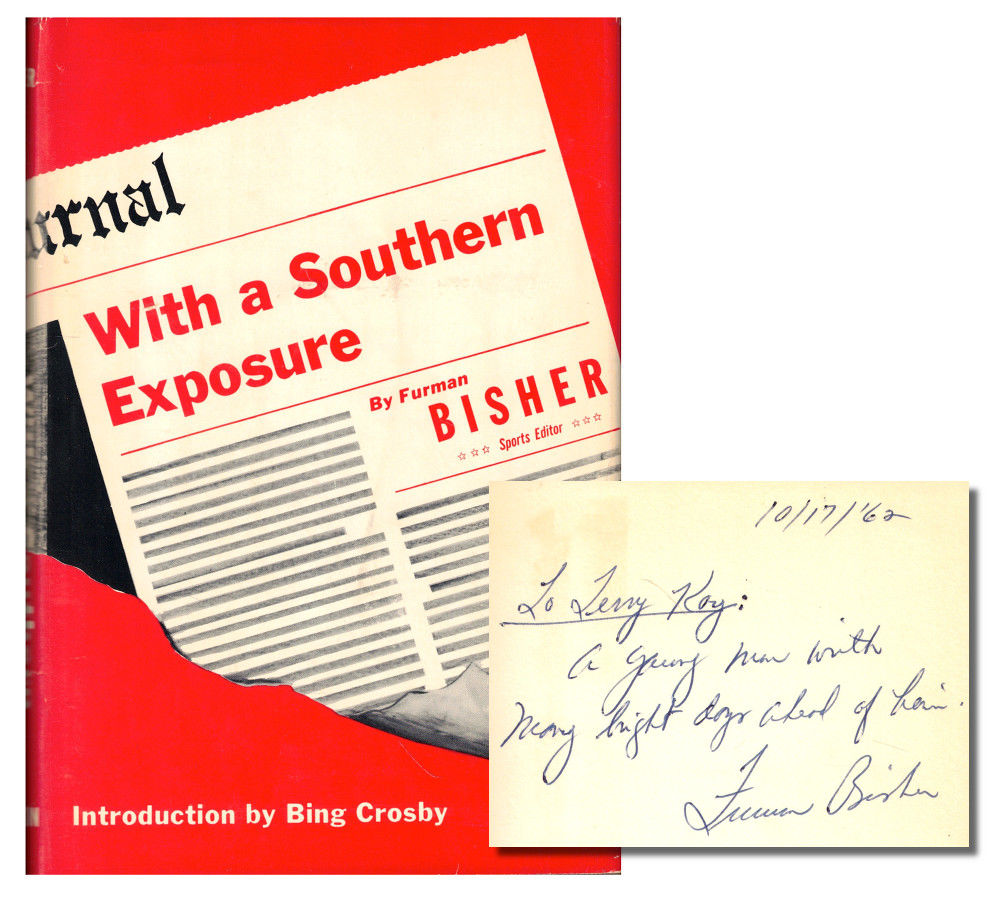 urnal
With a Southern
Exposure
By Furman
BISHER
☆☆☆ Sports Editor ☆☆☆
Introduction by Bing Crosby
10/17/'62
To Terry Kay:
A young man with
many bright days ahead of him.
Furman Bisher